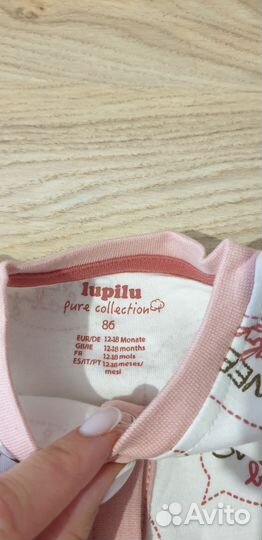 lupilu
pure collection
86
EUR/DE 12-18 Monate
GB/IE 12-18 months
FR 12-18 mois
ES/IT/PT 12-18 meses/
mesi
Avito